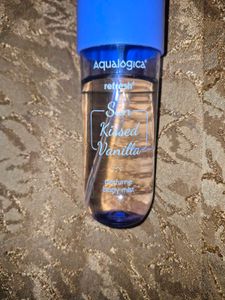 Aqualogica®
refresh+
Sun
Kissed
Vanilla
perfume
body mist